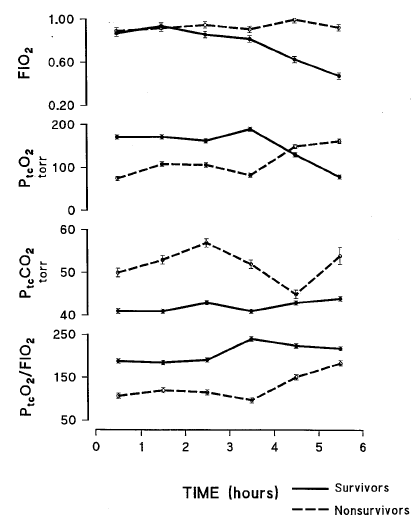 FIO2
1.00
0.60
0.20
PtcO2
torr
200
100
0
PtcCO2
torr
60
50
40
PtcO2/FIO2
250
150
50
0 1 2 3 4 5 6
TIME (hours)
Survivors
Nonsurvivors